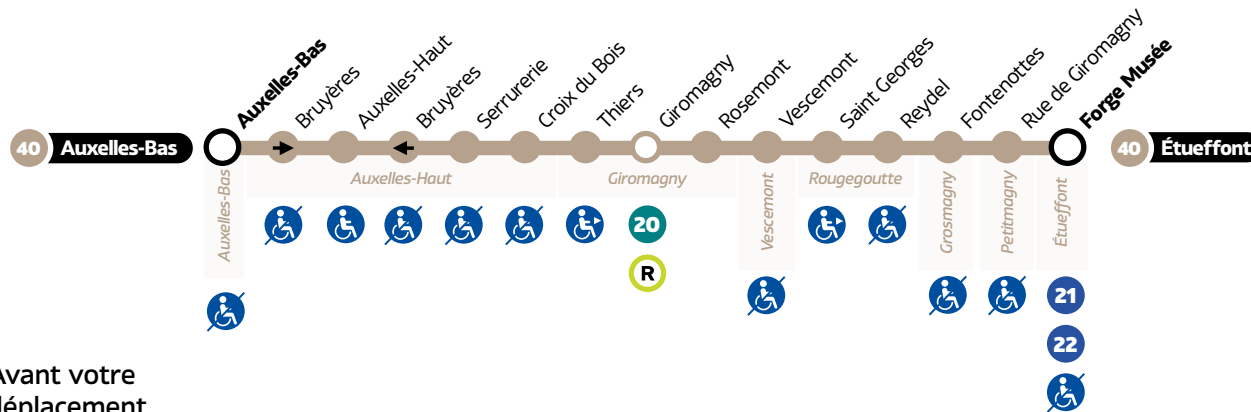 Auxelles-Bas
Bruyères
Auxelles-Haut
Bruyères
Serrurerie
Croix du Bois
Thiers
Giromagny
Rosemont
Vescemont
Saint Georges
Reydel
Fontenottes
Rue de Giromagny
Forge Musée
40 Auxelles-Bas
40 Étueffont
Auxelles-Bas
Auxelles-Haut
Giromagny
Vescemont
Rougegoutte
Grosmagny
Petitmagny
Étueffont
20
R
21
22
Avant votre
déplacement